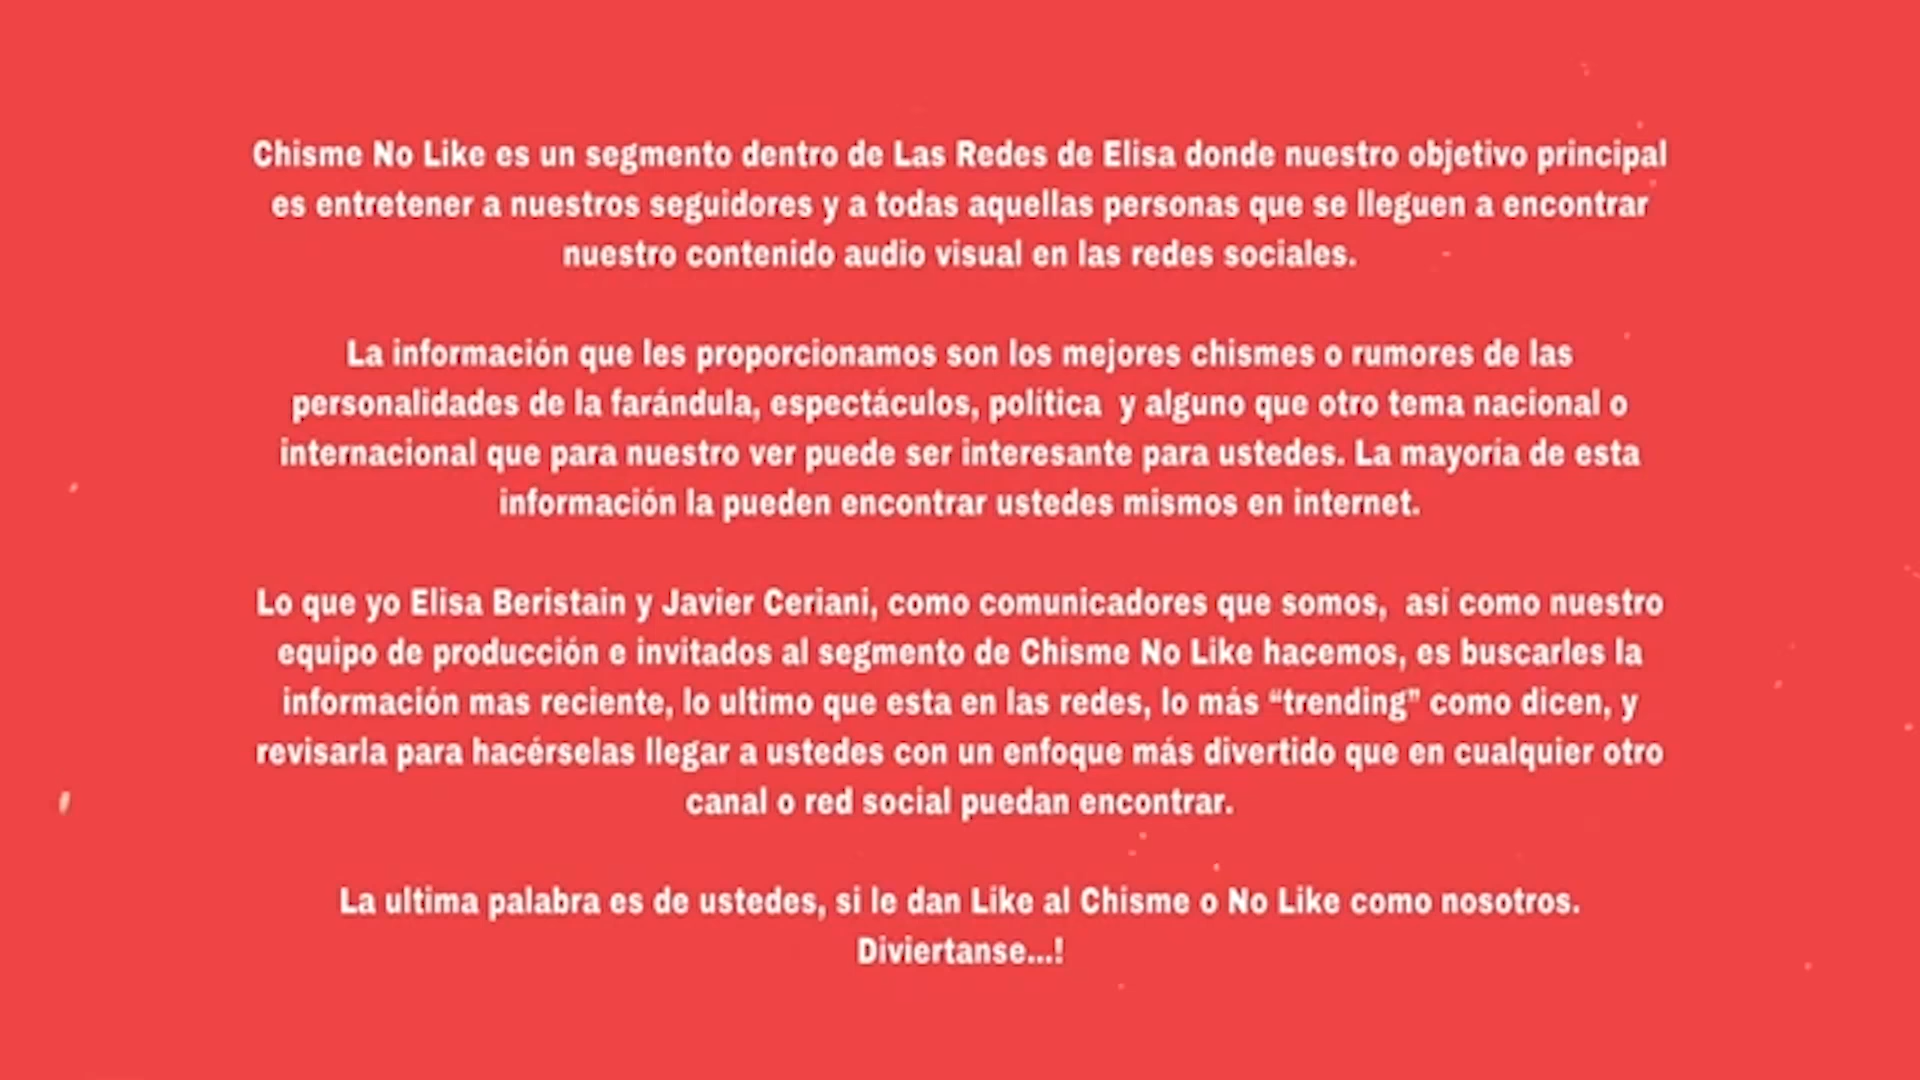 Chisme No Like es un segmento dentro de Las Redes de Elisa donde nuestro objetivo principal
es entretener a nuestros seguidores y a todas aquellas personas que se lleguen a encontrar
nuestro contenido audio visual en las redes sociales.
La información que les proporcionamos son los mejores chismes o rumores de las
personalidades de la farándula, espectáculos, política  y alguno que otro tema nacional o
internacional que para nuestro ver puede ser interesante para ustedes. La mayoría de esta
información la pueden encontrar ustedes mismos en internet.
Lo que yo Elisa Beristain y Javier Ceriani, como comunicadores que somos,  así como nuestro
equipo de producción e invitados al segmento de Chisme No Like hacemos, es buscarles la
información mas reciente, lo ultimo que esta en las redes, lo más “trending” como dicen, y
revisarla para hacérselas llegar a ustedes con un enfoque más divertido que en cualquier otro
canal o red social puedan encontrar.
La ultima palabra es de ustedes, si le dan Like al Chisme o No Like como nosotros.
Diviertanse...!